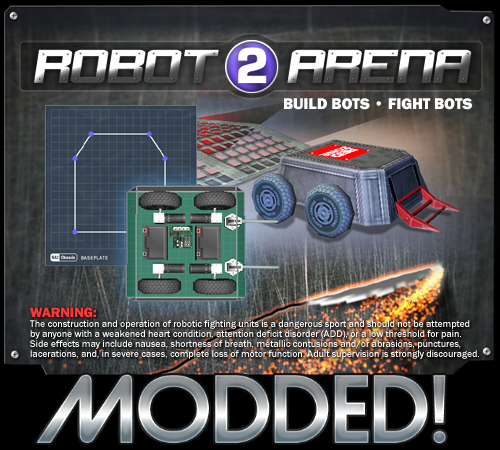 ROBOT 2 ARENA
BUILD BOTS • FIGHT BOTS
RA2 Chassis BASEPLATE
WARNING:
The construction and operation of robotic fighting units is a dangerous sport and should not be attempted
by anyone with a weakened heart condition, attention deficit disorder (ADD), or a low threshold for pain.
Side effects may include nausea, shortness of breath, metallic contusions and/or abrasions, punctures,
lacerations, and, in severe cases, complete loss of motor function. Adult supervision is strongly discouraged.
MODDED!